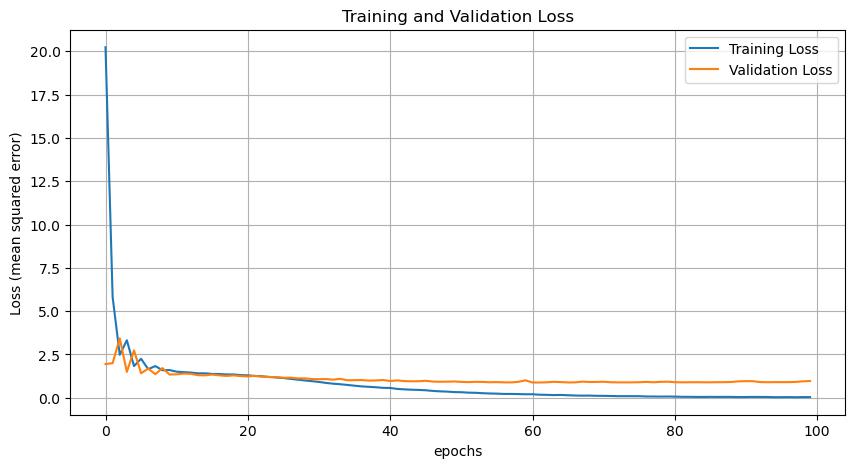 Training and Validation Loss
Training Loss
Validation Loss
Loss (mean squared error)
20.0
17.5
15.0
12.5
10.0
7.5
5.0
2.5
0.0
0 20 40 60 80 100
epochs